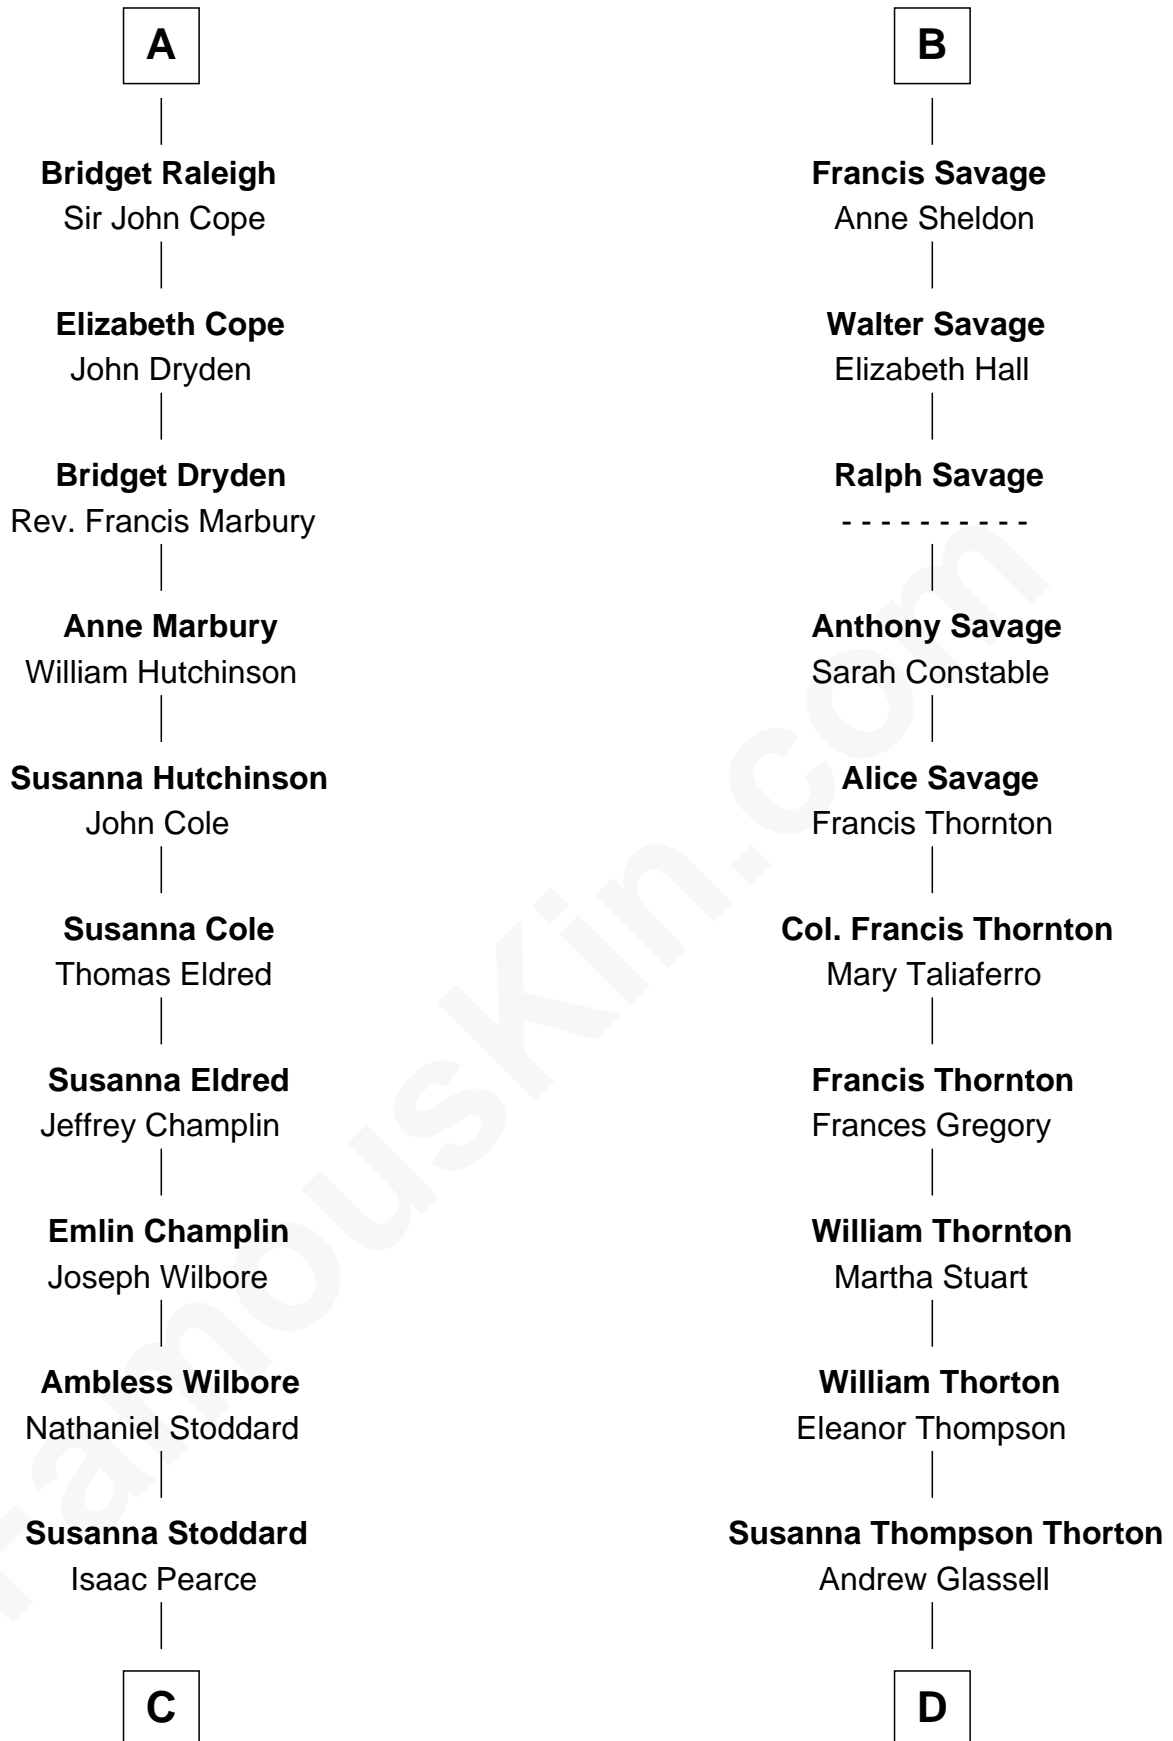 A
Bridget Raleigh
Sir John Cope
Elizabeth Cope
John Dryden
Bridget Dryden
Rev. Francis Marbury
Anne Marbury
William Hutchinson
Susanna Hutchinson
John Cole
Susanna Cole
Thomas Eldred
Susanna Eldred
Jeffrey Champlin
Emlin Champlin
Joseph Wilbore
Ambless Wilbore
Nathaniel Stoddard
Susanna Stoddard
Isaac Pearce
C
B
Francis Savage
Anne Sheldon
Walter Savage
Elizabeth Hall
Ralph Savage
- - - - - - - - - -
Anthony Savage
Sarah Constable
Alice Savage
Francis Thornton
Col. Francis Thornton
Mary Taliaferro
Francis Thornton
Frances Gregory
William Thornton
Martha Stuart
William Thorton
Eleanor Thompson
Susanna Thompson Thorton
Andrew Glassell
D
FamousKin.com